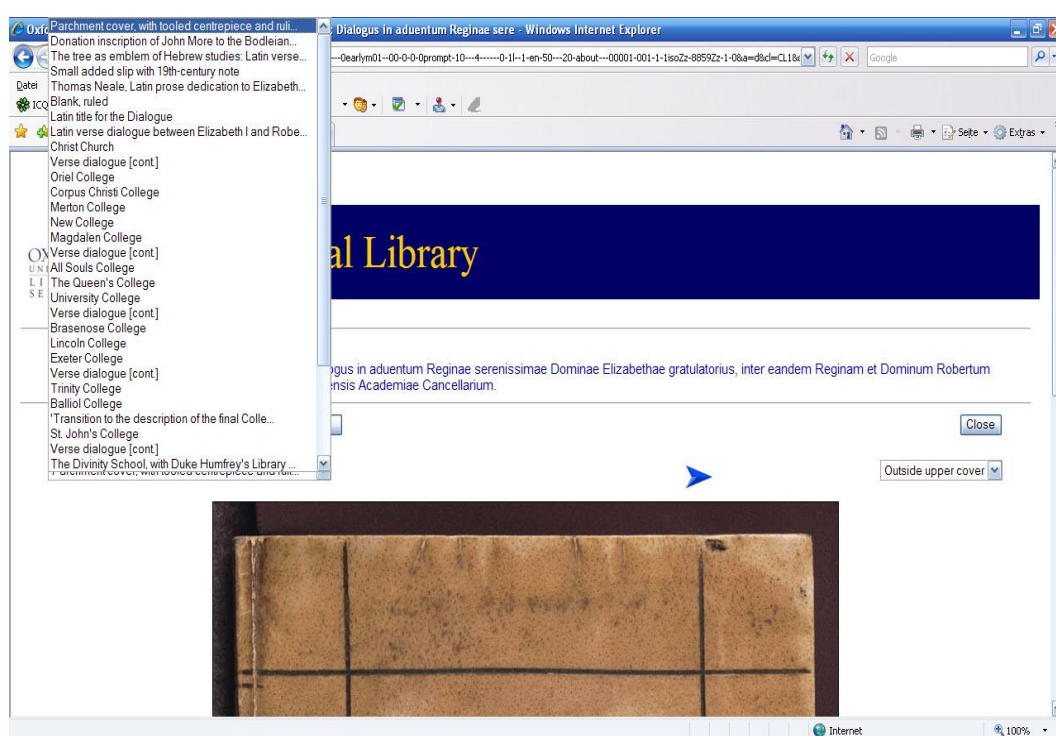 Oxfo
: Dialogus in aduentum Reginae sere - Windows Internet Explorer
Parchment cover, with tooled centrepiece and ruli...
Donation inscription of John More to the Bodleian...
The tree as emblem of Hebrew studies: Latin verse...
Small added slip with 19th-century note
Thomas Neale, Latin prose dedication to Elizabeth...
Blank, ruled
Latin title for the Dialogue
Latin verse dialogue between Elizabeth I and Robe...
Christ Church
Verse dialogue [cont.]
Oriel College
Corpus Christi College
Merton College
New College
Magdalen College
Verse dialogue [cont.]
All Souls College
The Queen's College
University College
Verse dialogue [cont.]
Brasenose College
Lincoln College
Exeter College
Verse dialogue [cont.]
Trinity College
Balliol College
'Transition to the description of the final Colle...
St. John's College
Verse dialogue [cont.]
The Divinity School, with Duke Humfrey's Library ...
Google
Datei
ICQ
Seite
Extras
OX
UNI
LI
SE
al Library
ogus in aduentum Reginae serenissimae Dominae Elizabethae gratulatorius, inter eandem Reginam et Dominum Robertum
ensis Academiae Cancellarium.
Close
Outside upper cover
Internet
100%